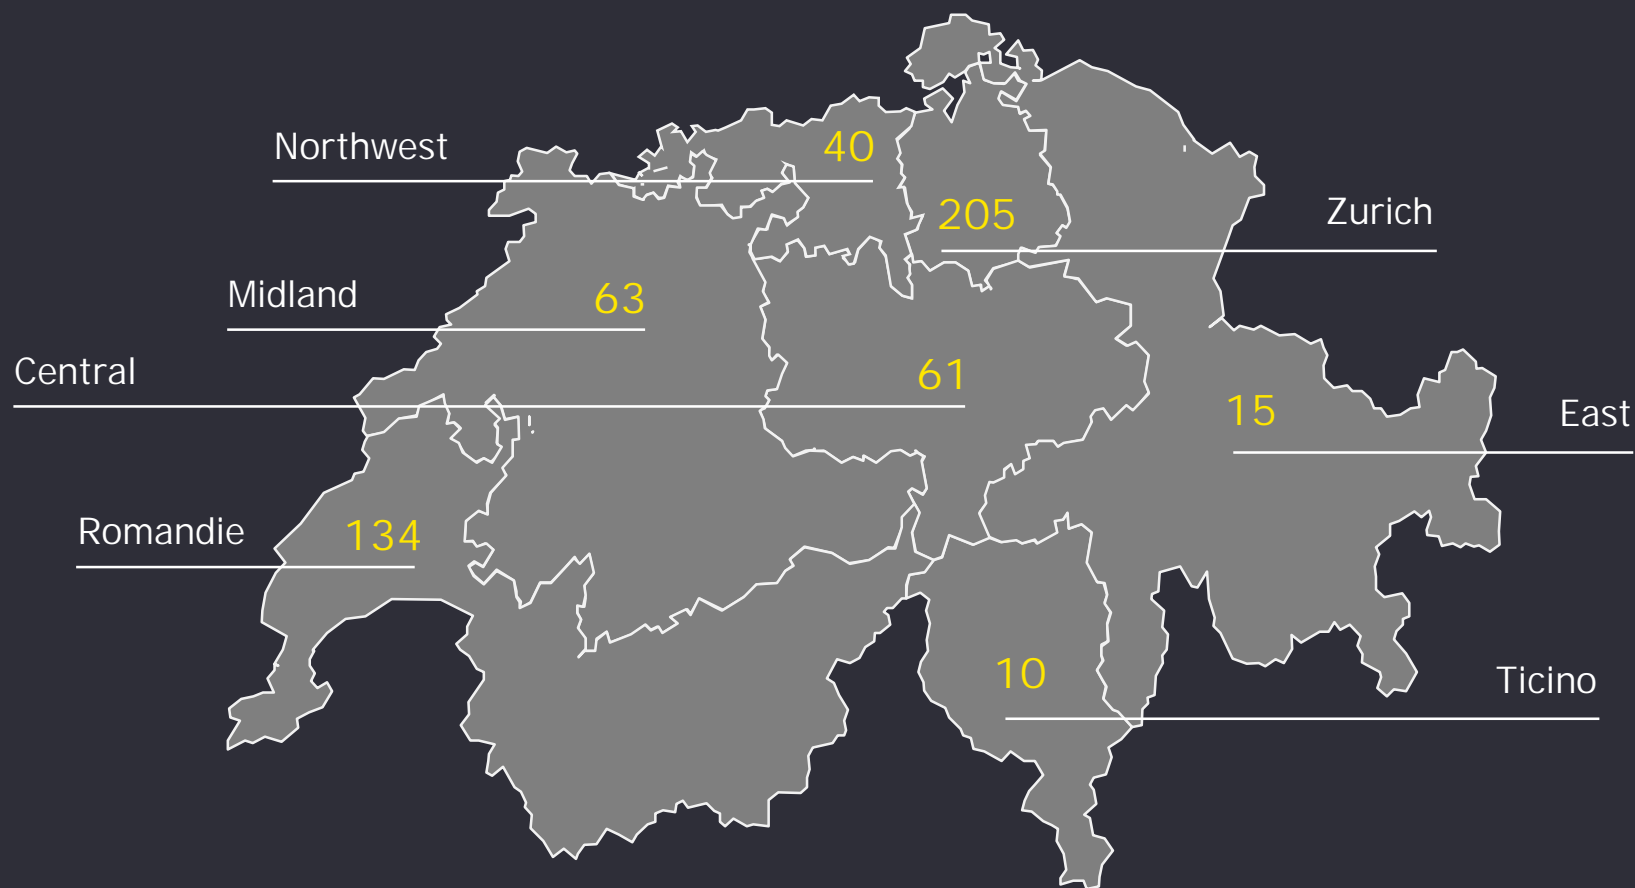 Northwest
40
205
Zurich
Midland
63
Central
61
15
East
Romandie
134
10
Ticino